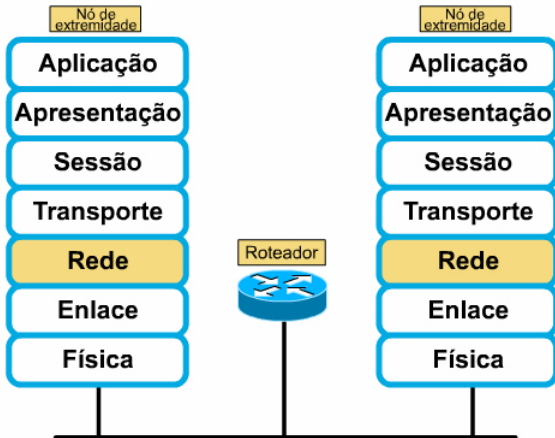 Nó de
extremidade
Aplicação
Apresentação
Sessão
Transporte
Rede
Enlace
Física
Roteador
Nó de
extremidade
Aplicação
Apresentação
Sessão
Transporte
Rede
Enlace
Física